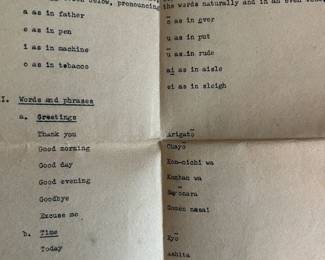 below, pronouncing the words naturally and in an even tone
a as in father ō as in over
e as in pen u as in put
i as in machine ū as in rude
o as in tobacco ai as in aisle
ei as in sleigh
I. Words and phrases
a. Greetings
Thank you Arigatō
Good morning Ohayō
Good day Kon-nichi wa
Good evening Komban wa
Goodbye Sayōnara
Excuse me Gomen nasai
b. Time
Today Kyō
Ashita